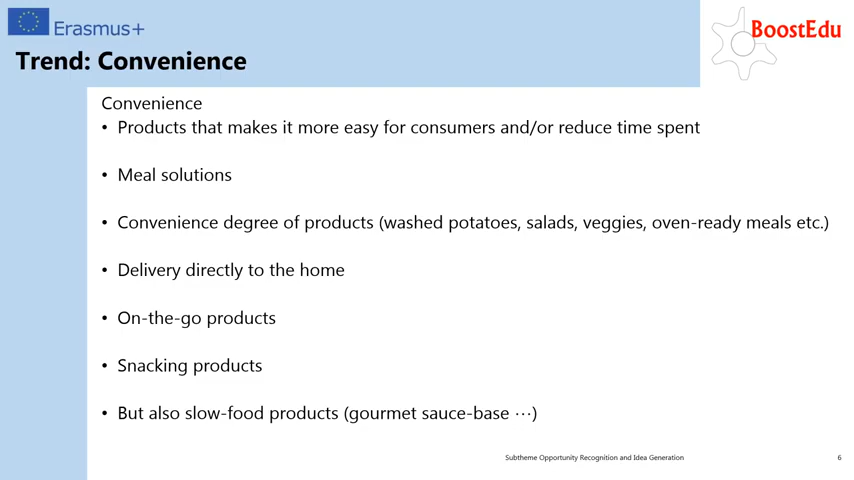 Erasmus+
BoostEdu
Trend: Convenience
Convenience
• Products that makes it more easy for consumers and/or reduce time spent
• Meal solutions
• Convenience degree of products (washed potatoes, salads, veggies, oven-ready meals etc.)
• Delivery directly to the home
• On-the-go products
• Snacking products
• But also slow-food products (gourmet sauce-base ⋯)
Subtheme Opportunity Recognition and Idea Generation
6